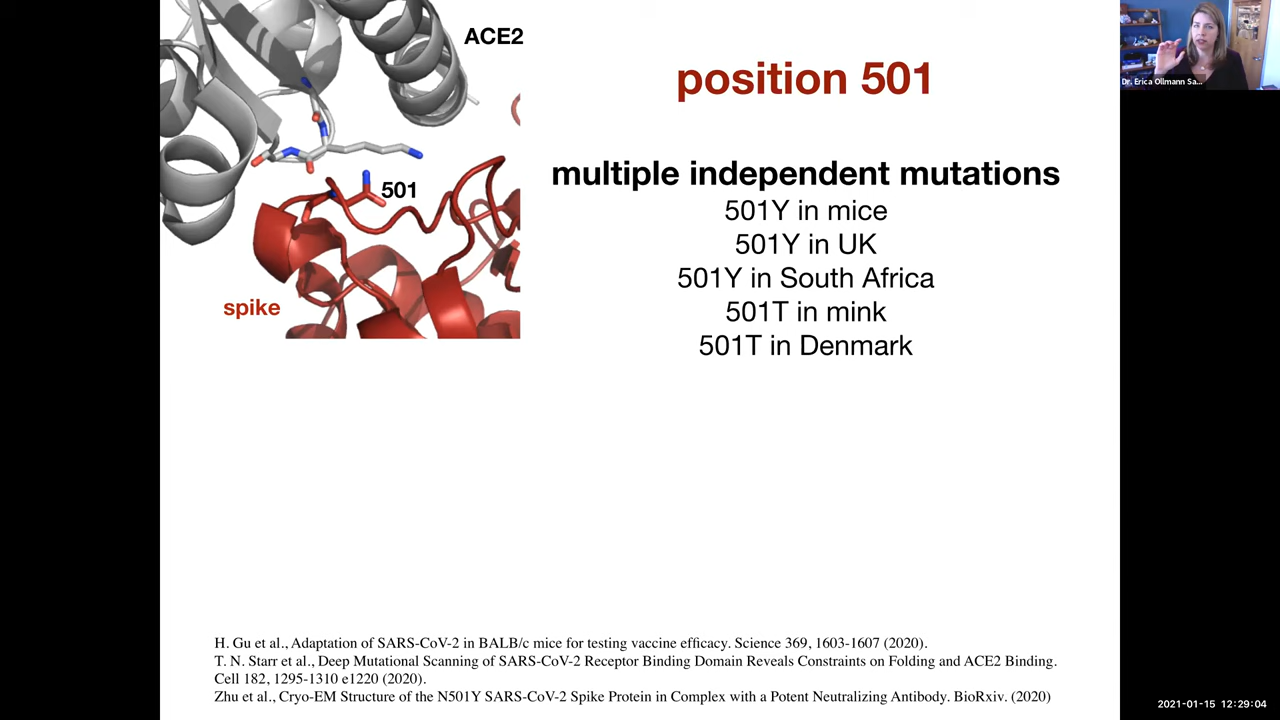 ACE2
position 501
multiple independent mutations
501
501Y in mice
501Y in UK
501Y in South Africa
spike
501T in mink
501T in Denmark
H. Gu et al., Adaptation of SARS-CoV-2 in BALB/c mice for testing vaccine efficacy. Science 369, 1603-1607 (2020).
T. N. Starr et al., Deep Mutational Scanning of SARS-CoV-2 Receptor Binding Domain Reveals Constraints on Folding and ACE2 Binding.
Cell 182, 1295-1310 e1220 (2020).
Zhu et al., Cryo-EM Structure of the N501Y SARS-CoV-2 Spike Protein in Complex with a Potent Neutralizing Antibody. BioRxiv. (2020)
Dr. Erica Ollmann Sa...
2021-01-15 12:29:04